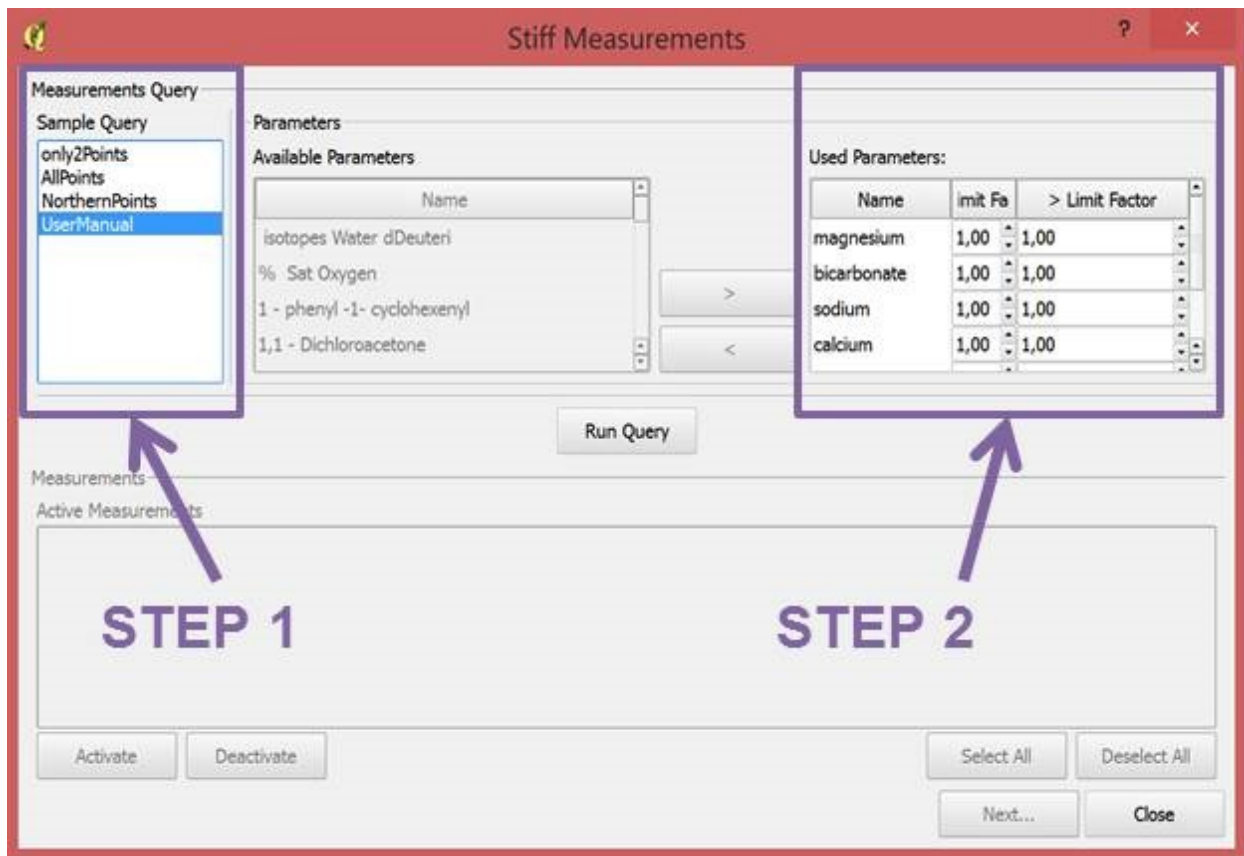 Stiff Measurements
?
×
Measurements Query
Sample Query
only2Points
AllPoints
NorthernPoints
UserManual
Parameters
Available Parameters
Name
isotopes Water dDeuteri
% Sat Oxygen
1 - phenyl -1- cyclohexenyl
1,1 - Dichloroacetone
>
<
Used Parameters:
Name imit Fa > Limit Factor
magnesium 1,00 1,00
bicarbonate 1,00 1,00
sodium 1,00 1,00
calcium 1,00 1,00
Run Query
Measurements
Active Measurements
STEP 1
STEP 2
Activate Deactivate Select All Deselect All
Next... Close